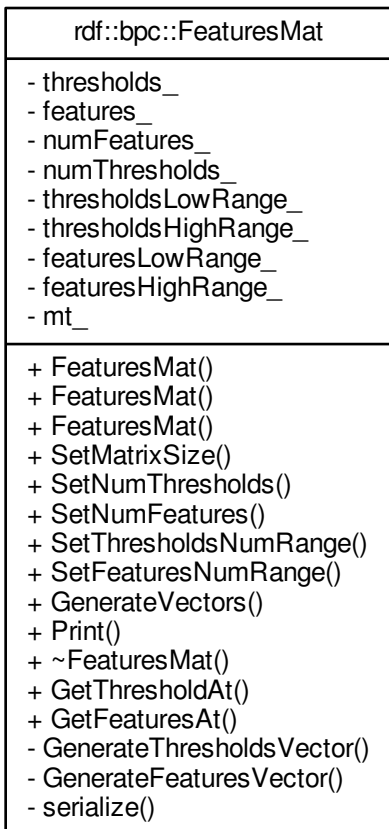 rdf::bpc::FeaturesMat
- thresholds_
- features_
- numFeatures_
- numThresholds_
- thresholdsLowRange_
- thresholdsHighRange_
- featuresLowRange_
- featuresHighRange_
- mt_
+ FeaturesMat()
+ FeaturesMat()
+ FeaturesMat()
+ SetMatrixSize()
+ SetNumThresholds()
+ SetNumFeatures()
+ SetThresholdsNumRange()
+ SetFeaturesNumRange()
+ GenerateVectors()
+ Print()
+ ~FeaturesMat()
+ GetThresholdAt()
+ GetFeaturesAt()
- GenerateThresholdsVector()
- GenerateFeaturesVector()
- serialize()